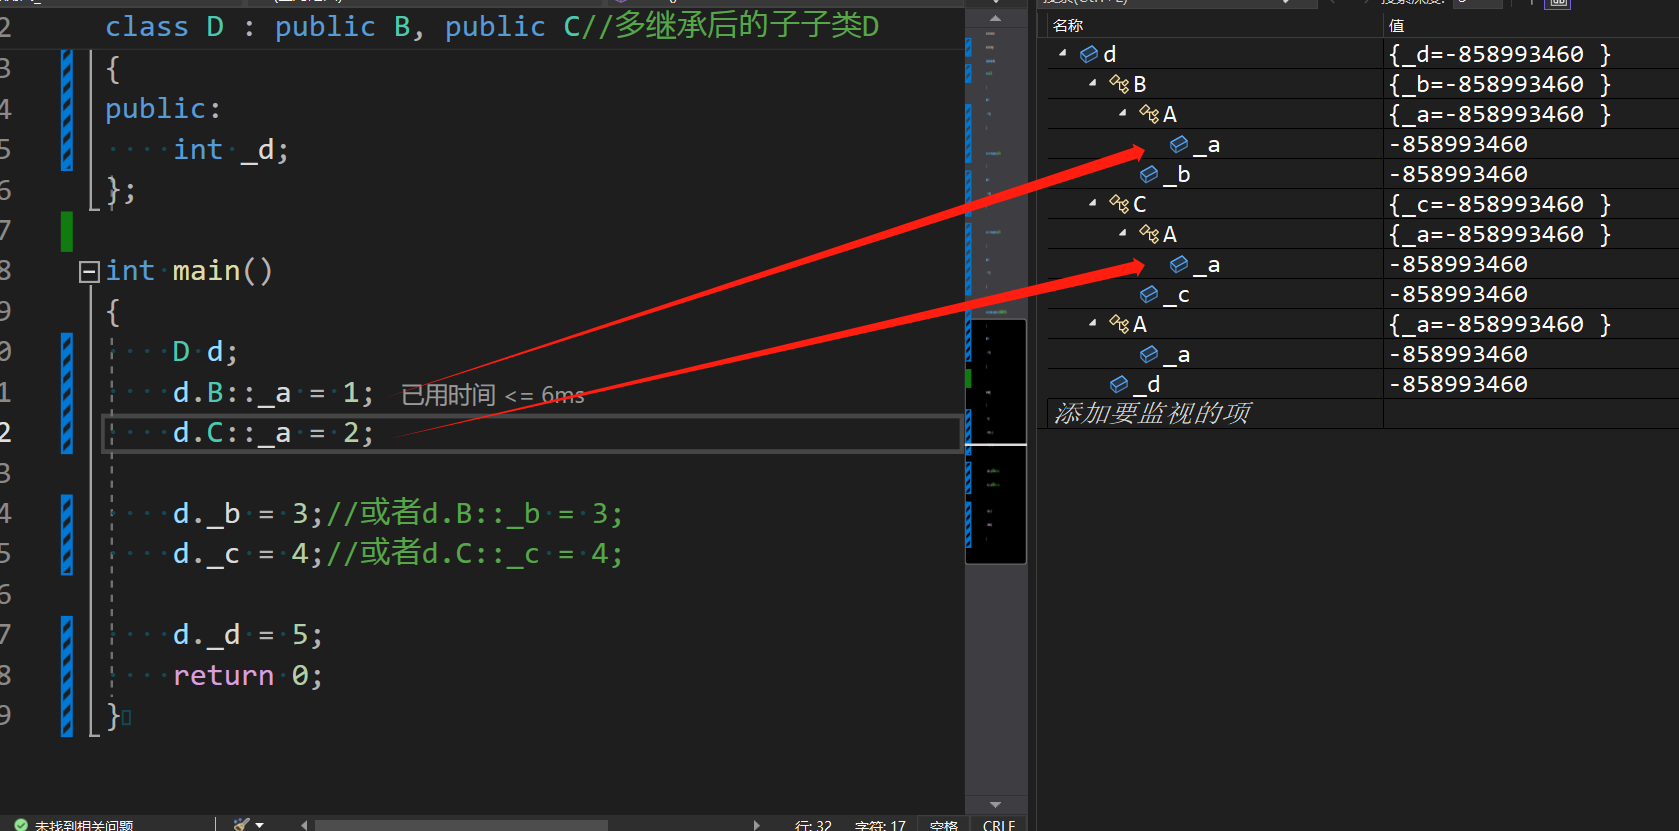 2 class D : public B, public C//多继承后的子子类D
3 {
4 public:
5 int _d;
6 };
7
8 int main()
9 {
0 D d;
1 d.B::_a = 1; 已用时间 <= 6ms
2 d.C::_a = 2;
3
4 d._b = 3;//或者d.B::_b = 3;
5 d._c = 4;//或者d.C::_c = 4;
6
7 d._d = 5;
8 return 0;
9 }
未找到相关问题
行: 32 字符: 17 空格 CRLF
名称 值
d {_d=-858993460 }
B {_b=-858993460 }
A {_a=-858993460 }
_a -858993460
_b -858993460
C {_c=-858993460 }
A {_a=-858993460 }
_a -858993460
_c -858993460
A {_a=-858993460 }
_a -858993460
_d -858993460
添加要监视的项